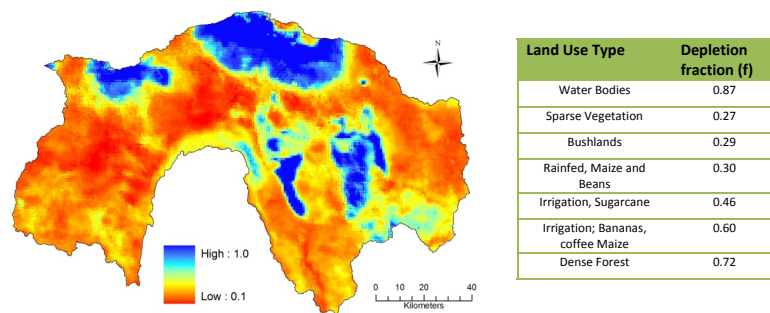 N
High : 1.0
Low : 0.1
0 10 20 40
Kilometers
Land Use Type Depletion fraction (f)
Water Bodies 0.87
Sparse Vegetation 0.27
Bushlands 0.29
Rainfed, Maize and Beans 0.30
Irrigation, Sugarcane 0.46
Irrigation; Bananas, coffee Maize 0.60
Dense Forest 0.72